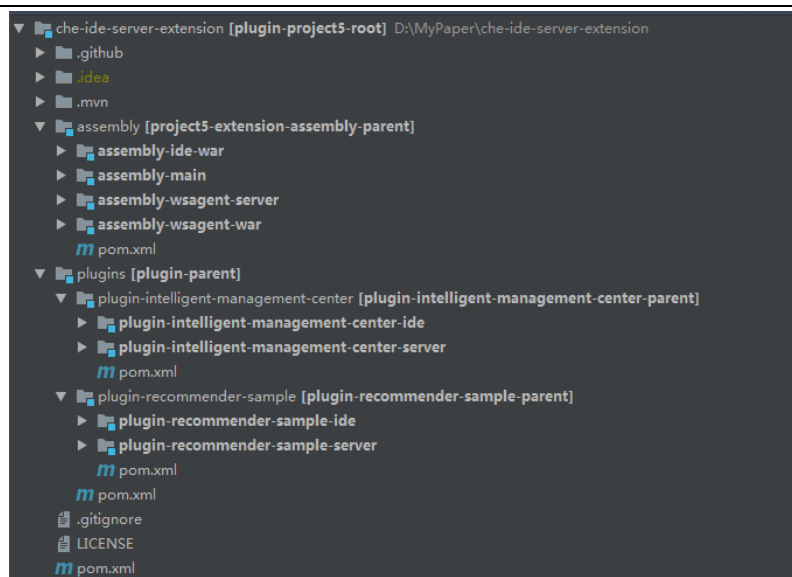 che-ide-server-extension [plugin-project5-root] D:\MyPaper\che-ide-server-extension
.github
.idea
.mvn
assembly [project5-extension-assembly-parent]
assembly-ide-war
assembly-main
assembly-wsagent-server
assembly-wsagent-war
m pom.xml
plugins [plugin-parent]
plugin-intelligent-management-center [plugin-intelligent-management-center-parent]
plugin-intelligent-management-center-ide
plugin-intelligent-management-center-server
m pom.xml
plugin-recommender-sample [plugin-recommender-sample-parent]
plugin-recommender-sample-ide
plugin-recommender-sample-server
m pom.xml
m pom.xml
.gitignore
LICENSE
m pom.xml